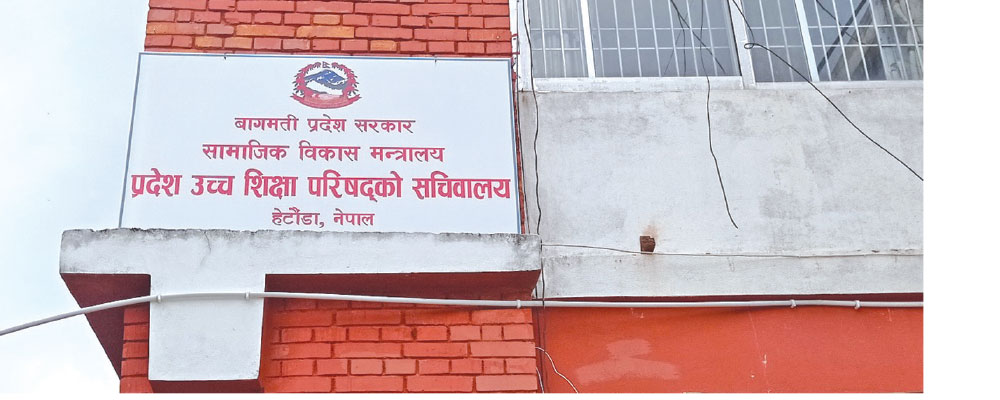 बागमती प्रदेश सरकार
सामाजिक विकास मन्त्रालय
प्रदेश उच्च शिक्षा परिषद्को सचिवालय
हेटौंडा, नेपाल